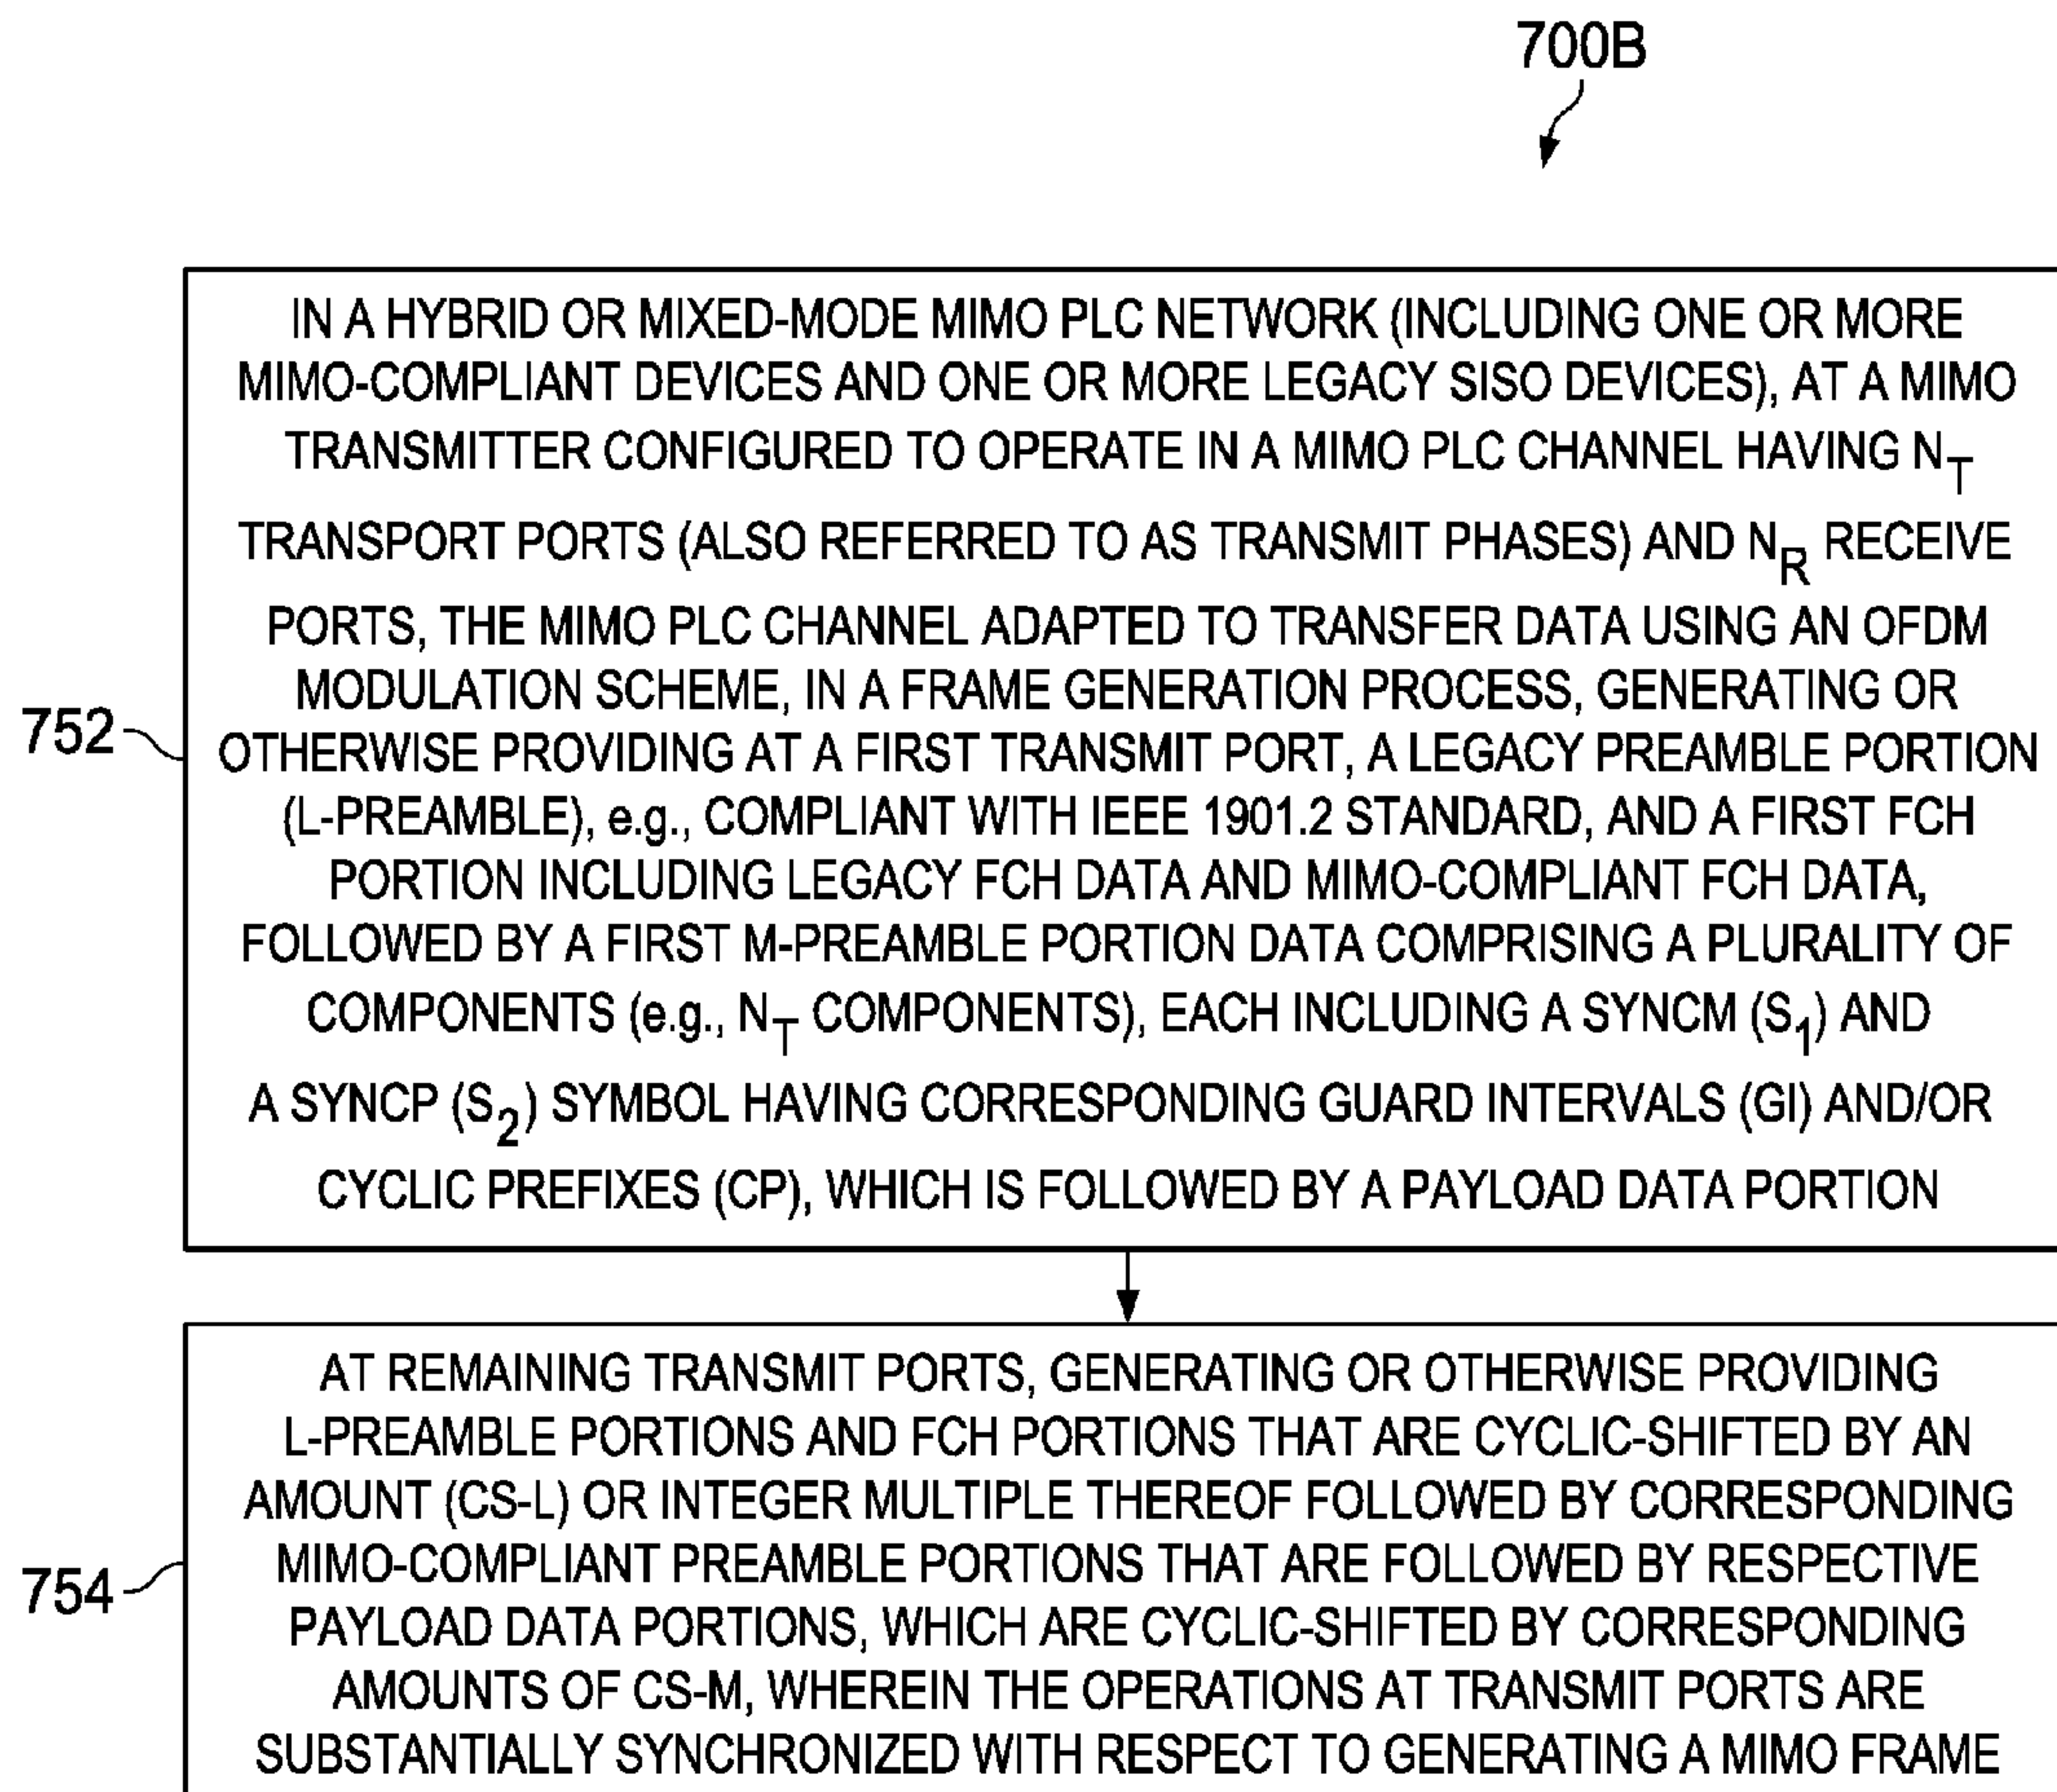 700B
IN A HYBRID OR MIXED-MODE MIMO PLC NETWORK (INCLUDING ONE OR MORE
MIMO-COMPLIANT DEVICES AND ONE OR MORE LEGACY SISO DEVICES), AT A MIMO
TRANSMITTER CONFIGURED TO OPERATE IN A MIMO PLC CHANNEL HAVING N_T
TRANSPORT PORTS (ALSO REFERRED TO AS TRANSMIT PHASES) AND N_R RECEIVE
PORTS, THE MIMO PLC CHANNEL ADAPTED TO TRANSFER DATA USING AN OFDM
MODULATION SCHEME, IN A FRAME GENERATION PROCESS, GENERATING OR
752
OTHERWISE PROVIDING AT A FIRST TRANSMIT PORT, A LEGACY PREAMBLE PORTION
(L-PREAMBLE), e.g., COMPLIANT WITH IEEE 1901.2 STANDARD, AND A FIRST FCH
PORTION INCLUDING LEGACY FCH DATA AND MIMO-COMPLIANT FCH DATA,
FOLLOWED BY A FIRST M-PREAMBLE PORTION DATA COMPRISING A PLURALITY OF
COMPONENTS (e.g., N_T COMPONENTS), EACH INCLUDING A SYNCM (S_1) AND
A SYNCP (S_2) SYMBOL HAVING CORRESPONDING GUARD INTERVALS (GI) AND/OR
CYCLIC PREFIXES (CP), WHICH IS FOLLOWED BY A PAYLOAD DATA PORTION
AT REMAINING TRANSMIT PORTS, GENERATING OR OTHERWISE PROVIDING
L-PREAMBLE PORTIONS AND FCH PORTIONS THAT ARE CYCLIC-SHIFTED BY AN
AMOUNT (CS-L) OR INTEGER MULTIPLE THEREOF FOLLOWED BY CORRESPONDING
MIMO-COMPLIANT PREAMBLE PORTIONS THAT ARE FOLLOWED BY RESPECTIVE
754
PAYLOAD DATA PORTIONS, WHICH ARE CYCLIC-SHIFTED BY CORRESPONDING
AMOUNTS OF CS-M, WHEREIN THE OPERATIONS AT TRANSMIT PORTS ARE
SUBSTANTIALLY SYNCHRONIZED WITH RESPECT TO GENERATING A MIMO FRAME